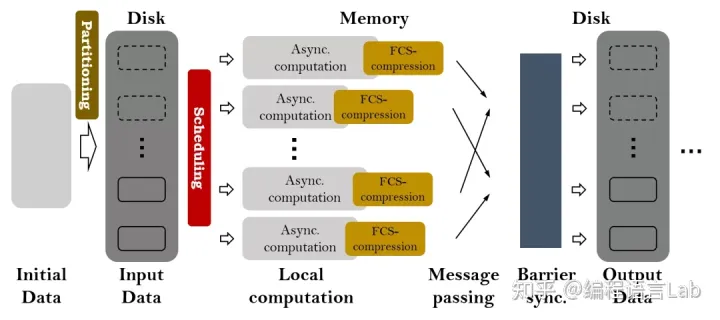 Disk
Memory
Disk
Partitioning
Scheduling
Async.
computation
FCS-
compression
Async.
computation
FCS-
compression
...
...
...
...
Async.
computation
FCS-
compression
Async.
computation
FCS-
compression
Initial
Data
Input
Data
Local
computation
Message
passing
Barrier
sync.
Output
Data
知乎 @编程语言Lab